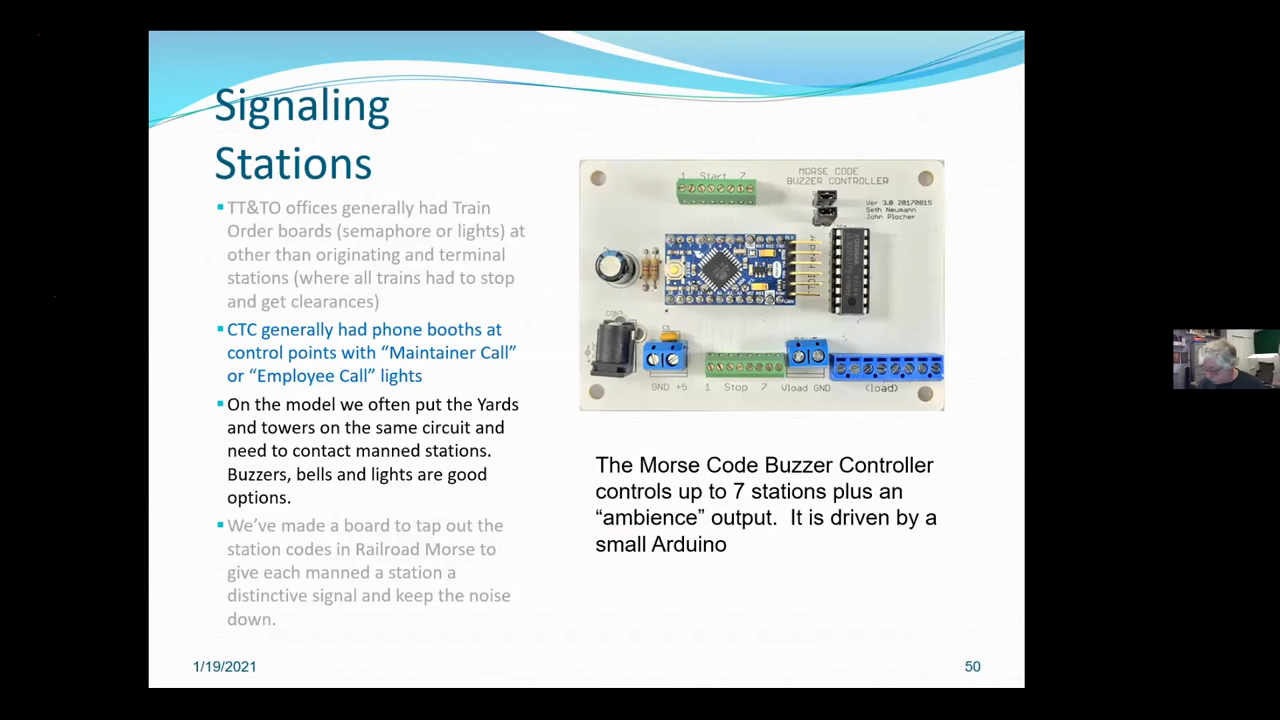 Signaling
Stations
TT&TO offices generally had Train
Order boards (semaphore or lights) at
other than originating and terminal
stations (where all trains had to stop
and get clearances)
CTC generally had phone booths at
control points with “Maintainer Call”
or “Employee Call” lights
On the model we often put the Yards
and towers on the same circuit and
need to contact manned stations.
Buzzers, bells and lights are good
options.
We’ve made a board to tap out the
station codes in Railroad Morse to
give each manned a station a
distinctive signal and keep the noise
down.
1 Start 7
MORSE CODE
BUZZER CONTROLLER
Ver 3.0 20170815
Seth Neumann
John Plocher
GND +5
1 Stop 7
Vload GND
(load)
The Morse Code Buzzer Controller
controls up to 7 stations plus an
“ambience” output. It is driven by a
small Arduino
1/19/2021
50